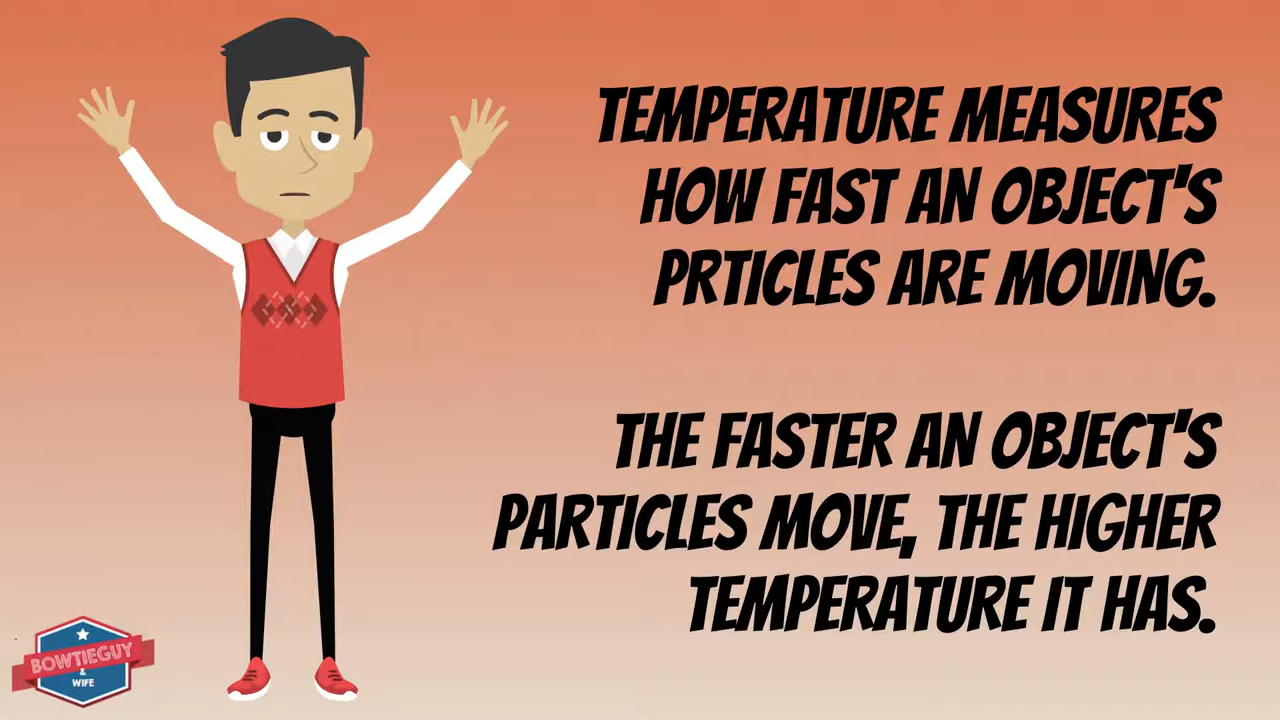 TEMPERATURE MEASURES
HOW FAST AN OBJECT'S
PRTICLES ARE MOVING.
THE FASTER AN OBJECT'S
PARTICLES MOVE, THE HIGHER
TEMPERATURE IT HAS.
BOWTIEGUY
&
WIFE